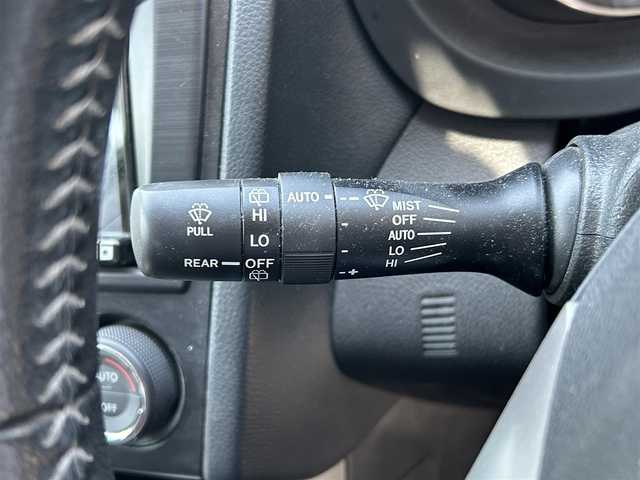 PULL
REAR
HI
LO
OFF
AUTO
- +
MIST
OFF
AUTO
LO
HI
AUTO
OFF